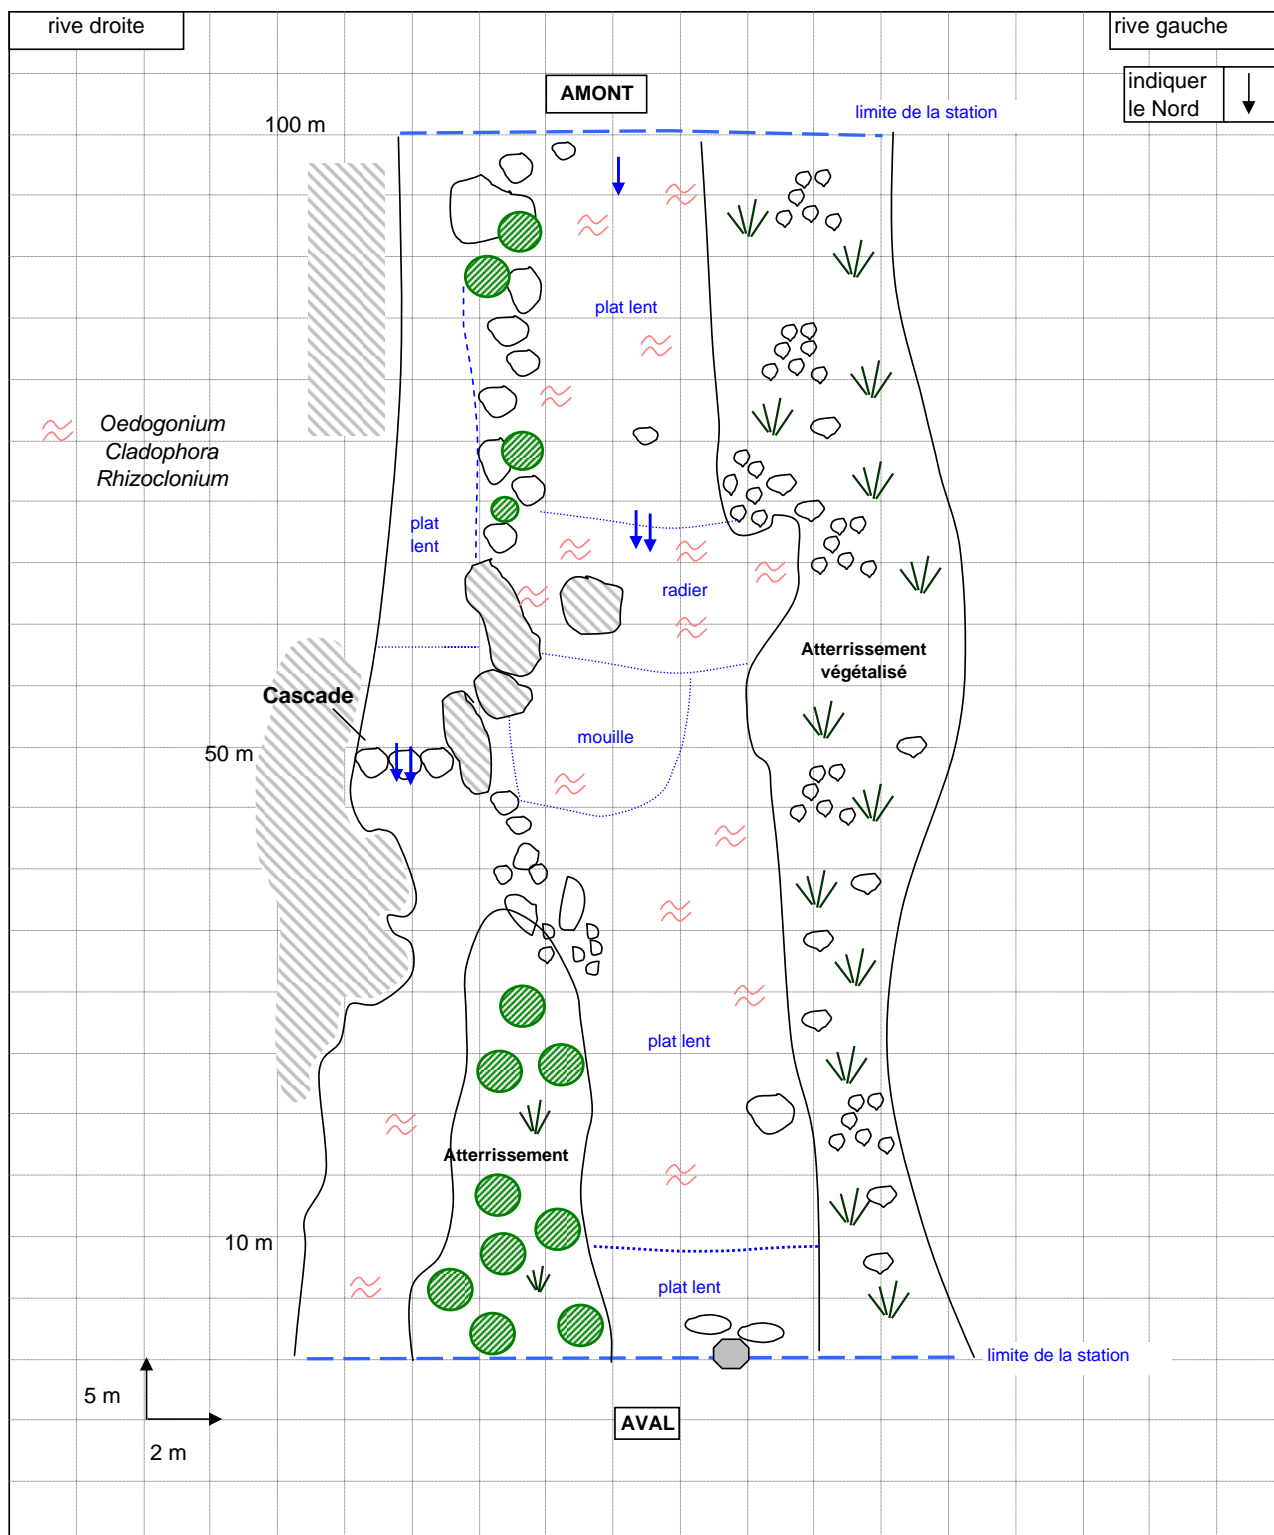 rive droite
rive gauche
indiquer
le Nord
AMONT
limite de la station
100 m
plat lent
Oedogonium
Cladophora
Rhizoclonium
plat
lent
radier
Atterrissement
végétalisé
Cascade
mouille
50 m
plat lent
Atterrissement
10 m
plat lent
limite de la station
5 m
AVAL
2 m